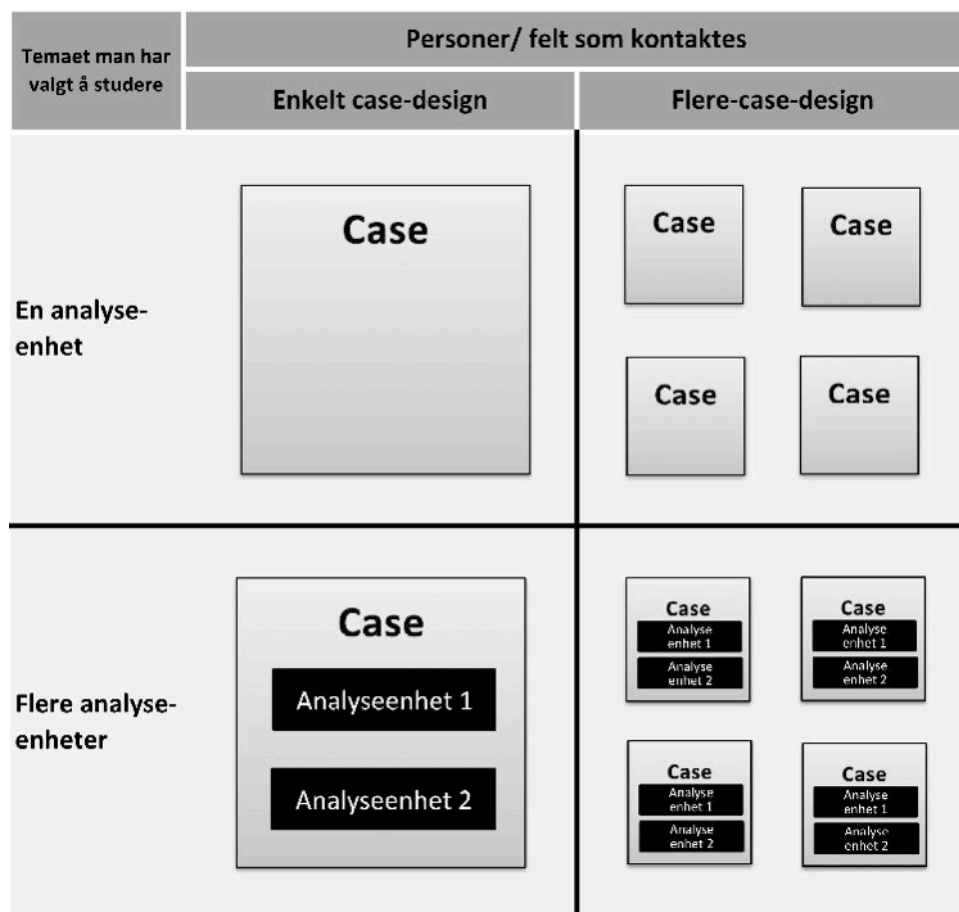 Temaet man har
valgt å studere
Personer/ felt som kontaktes
Enkelt case-design
Flere-case-design
En analyse-
enhet
Case
Case
Case
Case
Case
Flere analyse-
enheter
Case
Analyseenhet 1
Analyseenhet 2
Case
Analyse
enhet 1
Analyse
enhet 2
Case
Analyse
enhet 1
Analyse
enhet 2
Case
Analyse
enhet 1
Analyse
enhet 2
Case
Analyse
enhet 1
Analyse
enhet 2